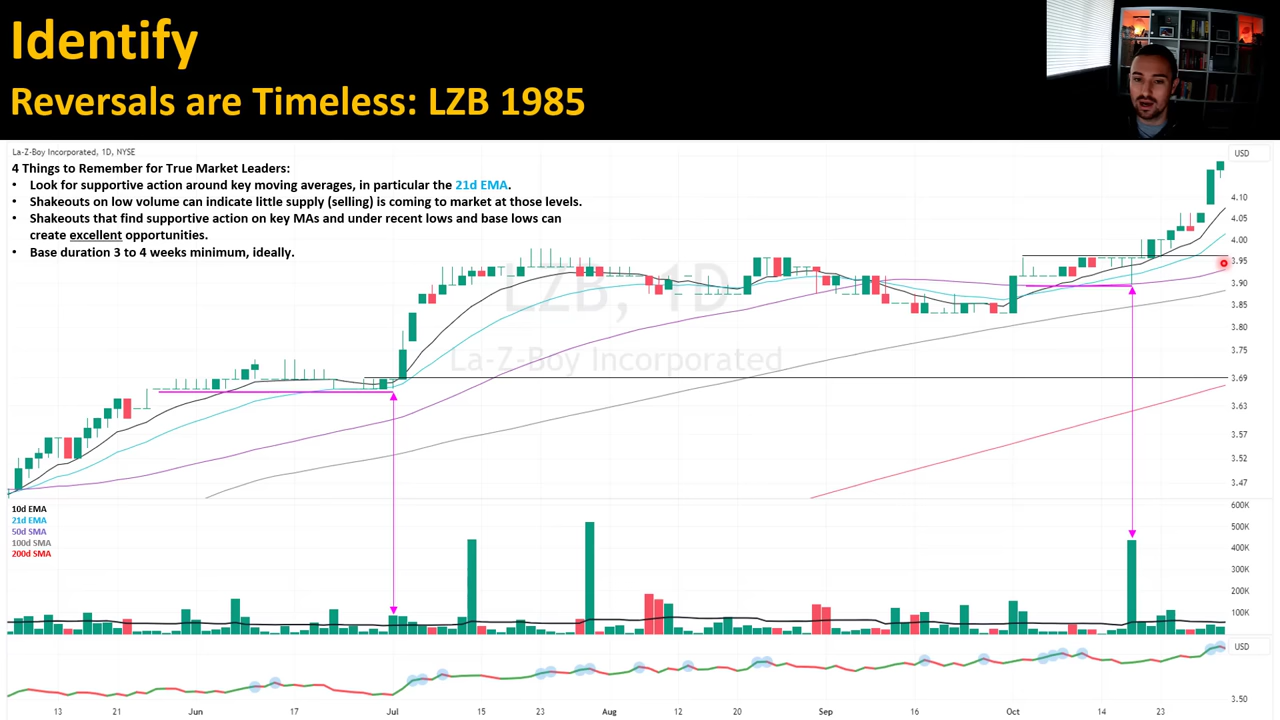 Identify
Reversals are Timeless: LZB 1985
La-Z-Boy Incorporated, 1D, NYSE
USD
4 Things to Remember for True Market Leaders:
• Look for supportive action around key moving averages, in particular the 21d EMA.
• Shakeouts on low volume can indicate little supply (selling) is coming to market at those levels.
• Shakeouts that find supportive action on key MAs and under recent lows and base lows can
create excellent opportunities.
• Base duration 3 to 4 weeks minimum, ideally.
LZB, 1D
La-Z-Boy Incorporated
4.10
4.05
4.00
3.95
3.90
3.85
3.80
3.75
3.69
3.63
3.57
3.52
3.47
10d EMA
21d EMA
50d SMA
100d SMA
200d SMA
600K
500K
400K
300K
200K
100K
USD
3.50
13 21 Jun 17 Jul 15 23 Aug 12 20 Sep 16 Oct 14 23